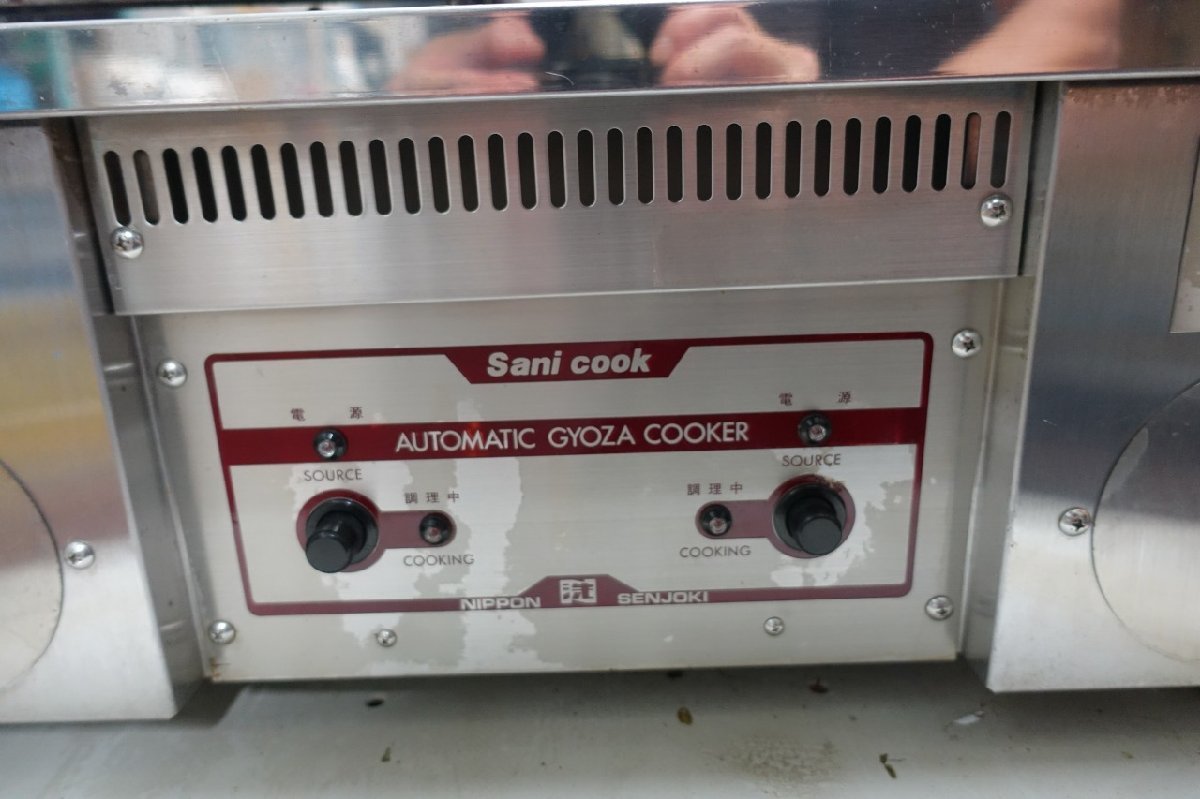 Sani cook
電源
電源
AUTOMATIC GYOZA COOKER
SOURCE
SOURCE
調理中
調理中
COOKING
COOKING
NIPPON SENJOKI